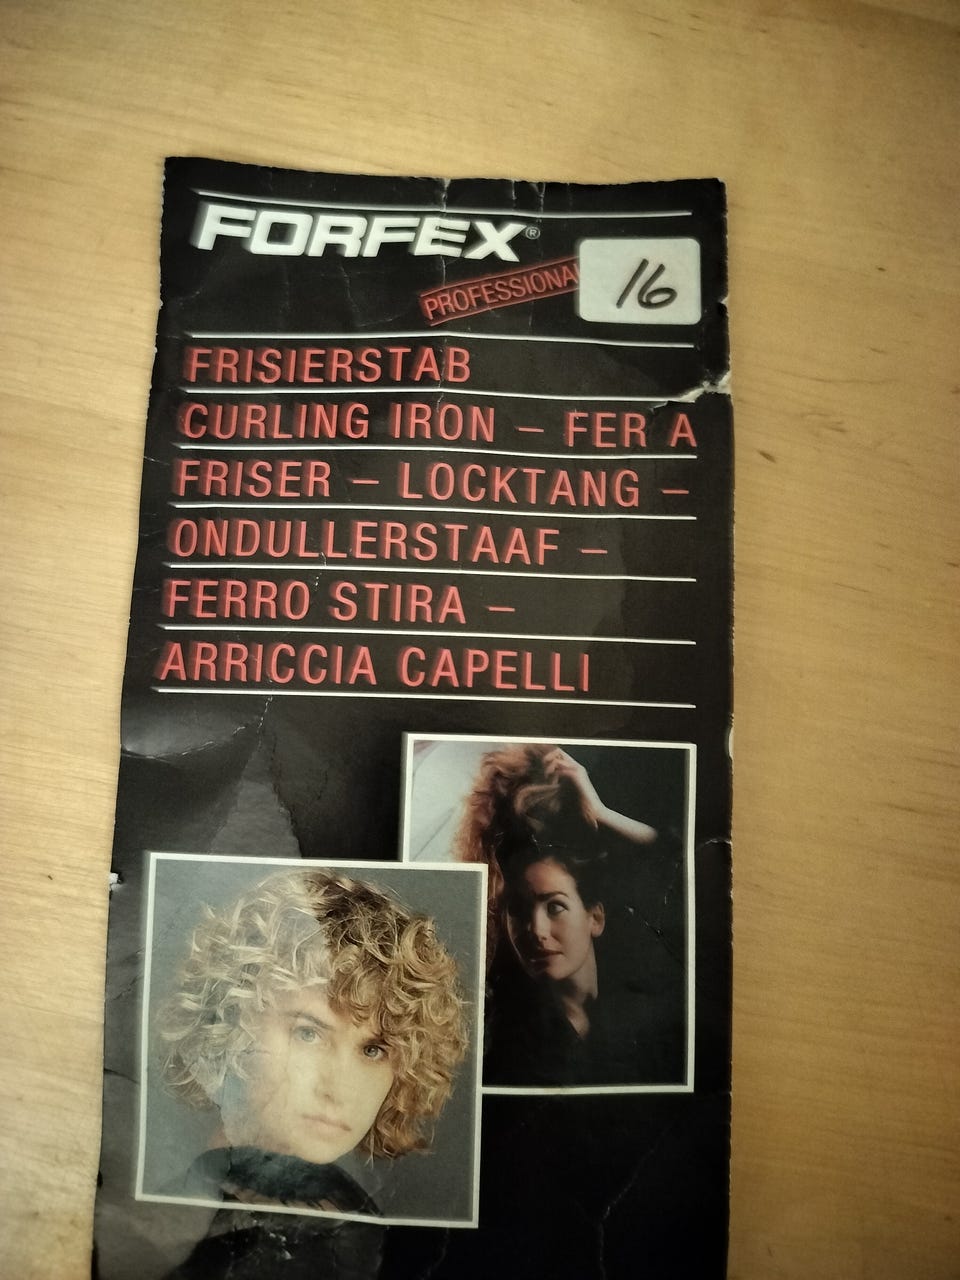 FORFEX®
PROFESSIONAL
16
FRISIERSTAB
CURLING IRON – FER A
FRISER – LOCKTANG –
ONDULLERSTAAF –
FERRO STIRA –
ARRICCIA CAPELLI